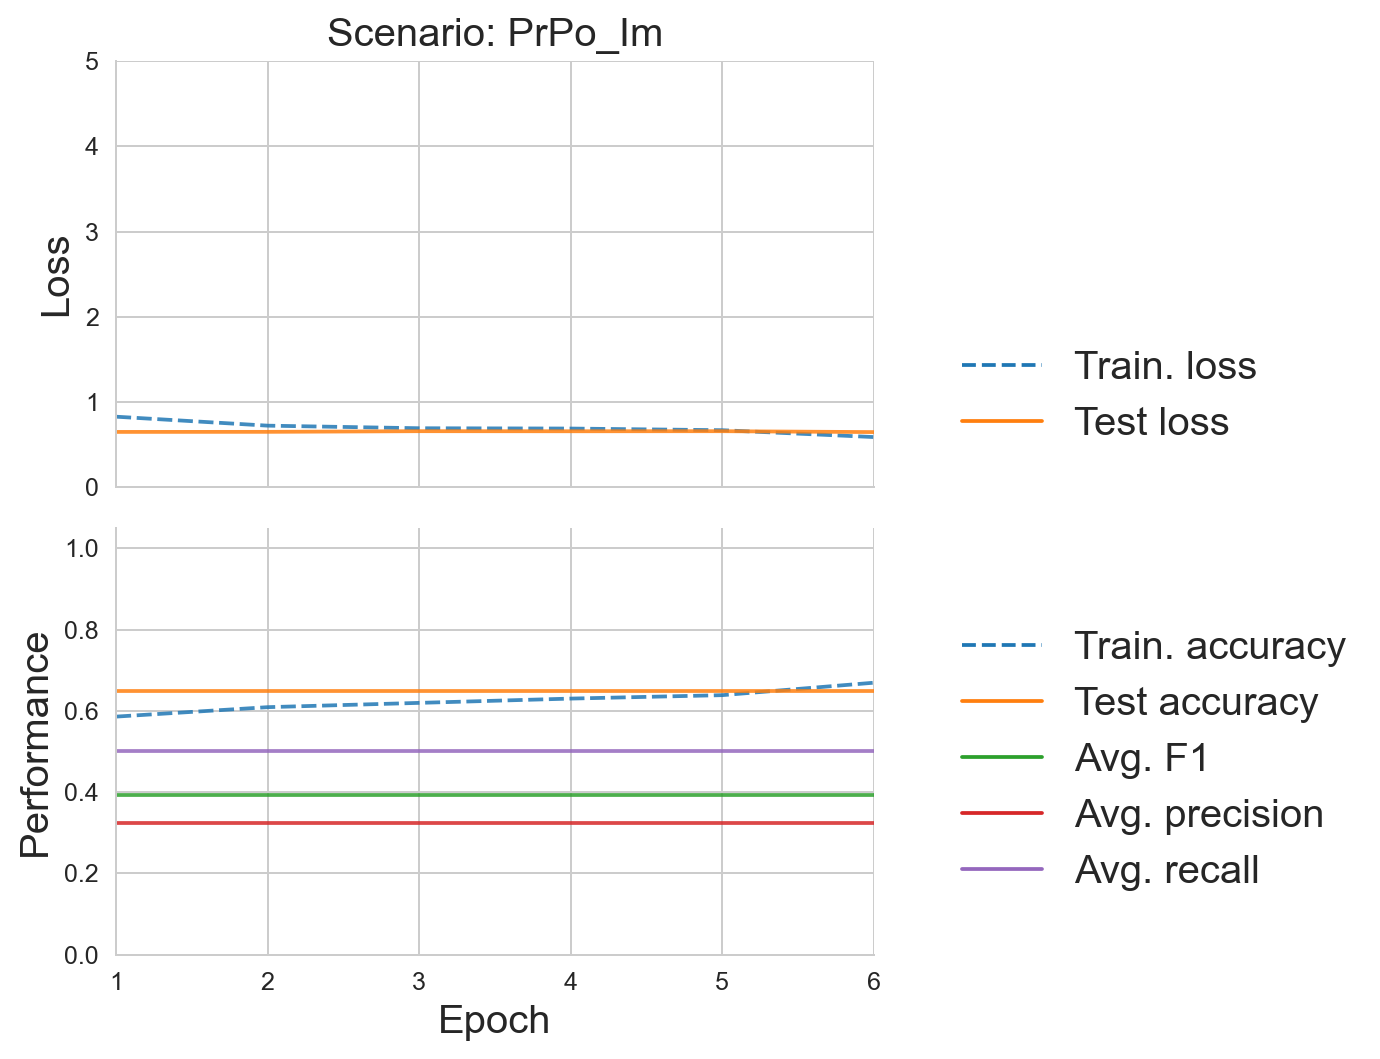 Scenario: PrPo_Im
5
4
3
2
1
0
Loss
Train. loss
Test loss
1.0
0.8
0.6
0.4
0.2
0.0
Performance
Train. accuracy
Test accuracy
Avg. F1
Avg. precision
Avg. recall
1 2 3 4 5 6
Epoch